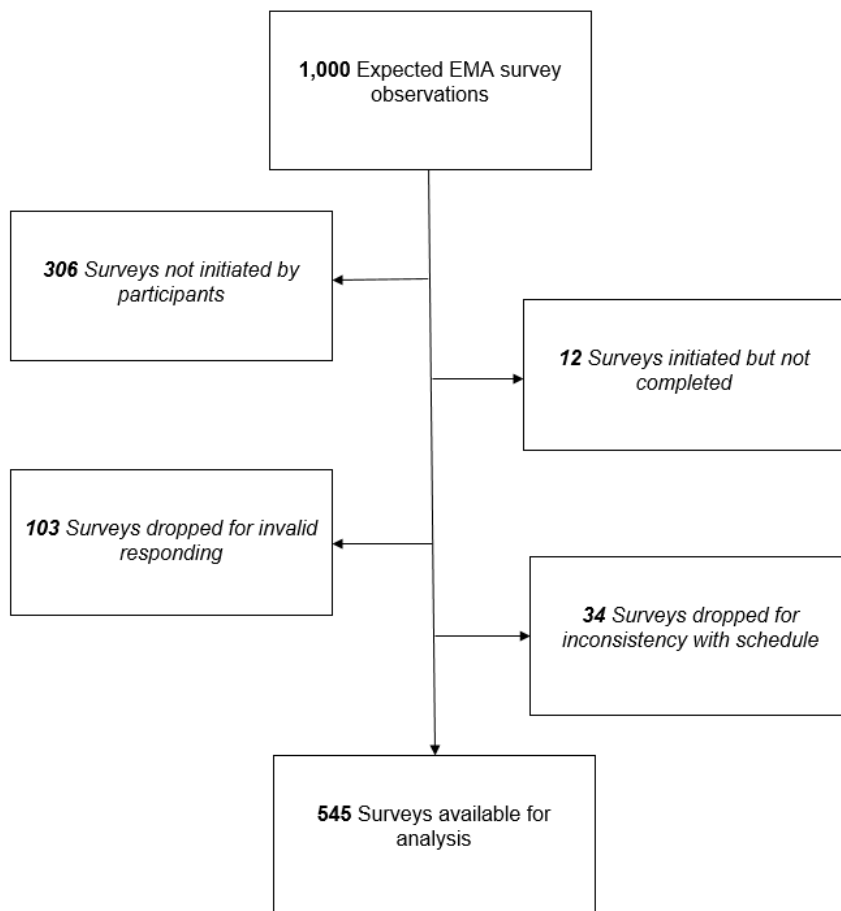 1,000 Expected EMA survey
observations
306 Surveys not initiated by
participants
12 Surveys initiated but not
completed
103 Surveys dropped for invalid
responding
34 Surveys dropped for
inconsistency with schedule
545 Surveys available for
analysis